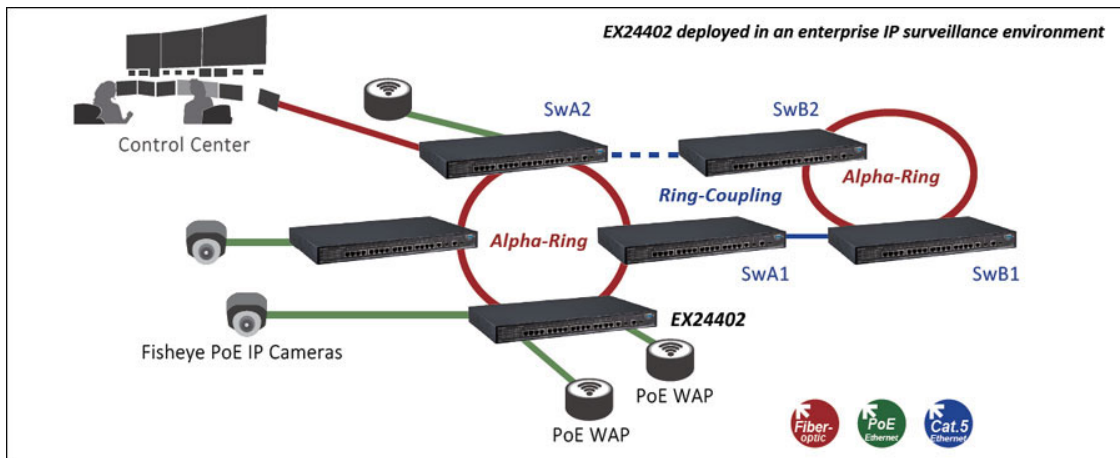 EX24402 deployed in an enterprise IP surveillance environment
Control Center
SwA2
SwB2
Alpha-Ring
Ring-Coupling
Alpha-Ring
SwA1
SwB1
EX24402
Fisheye PoE IP Cameras
PoE WAP
PoE WAP
Fiber-
optic
PoE
Ethernet
Cat.5
Ethernet